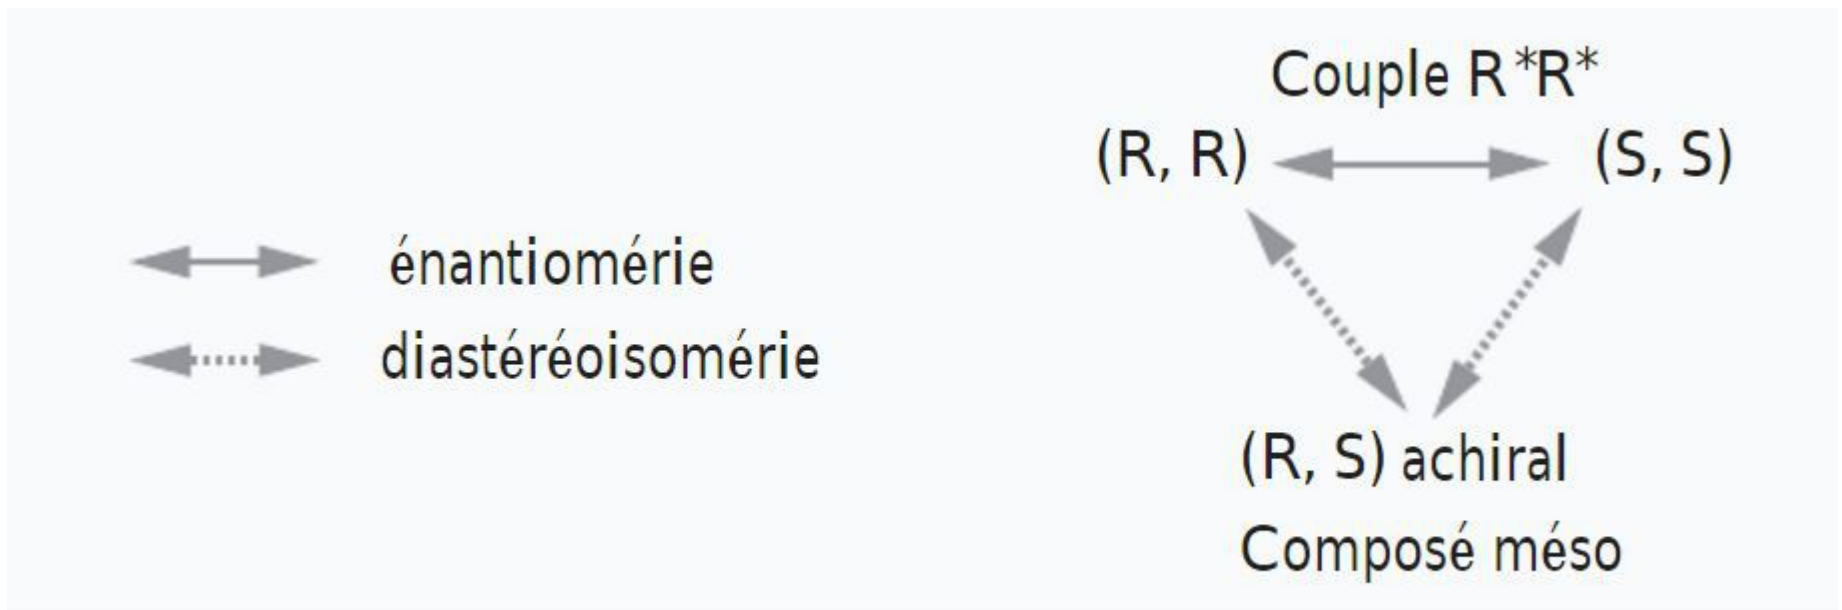 Couple R*R*
(R, R) (S, S)
énantiomérie
diastéréoisomérie
(R, S) achiral
Composé méso